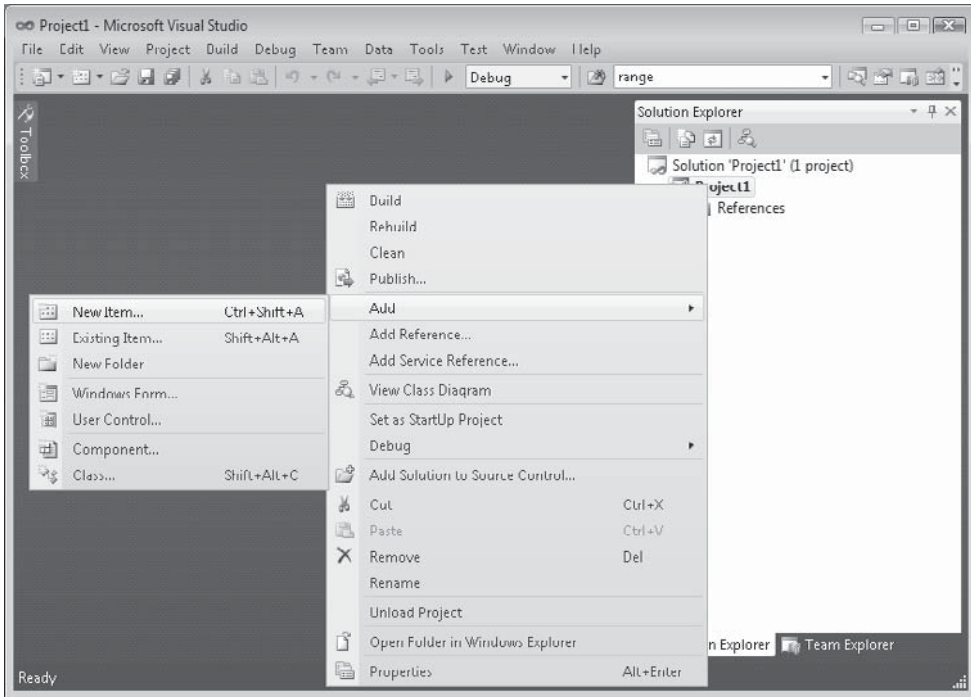 Project1 - Microsoft Visual Studio
File Edit View Project Build Debug Team Data Tools Test Window Help
Debug range
Toolbox
Solution Explorer
Solution 'Project1' (1 project)
Project1
References
Build
Rebuild
Clean
Publish...
Add
Add Reference...
Add Service Reference...
View Class Diagram
Set as StartUp Project
Debug
Add Solution to Source Control...
Cut Ctrl+X
Paste Ctrl+V
Remove Del
Rename
Unload Project
Open Folder in Windows Explorer
Properties Alt+Enter
New Item... Ctrl+Shift+A
Existing Item... Shift+Alt+A
New Folder
Windows Form...
User Control...
Component...
Class... Shift+Alt+C
n Explorer Team Explorer
Ready